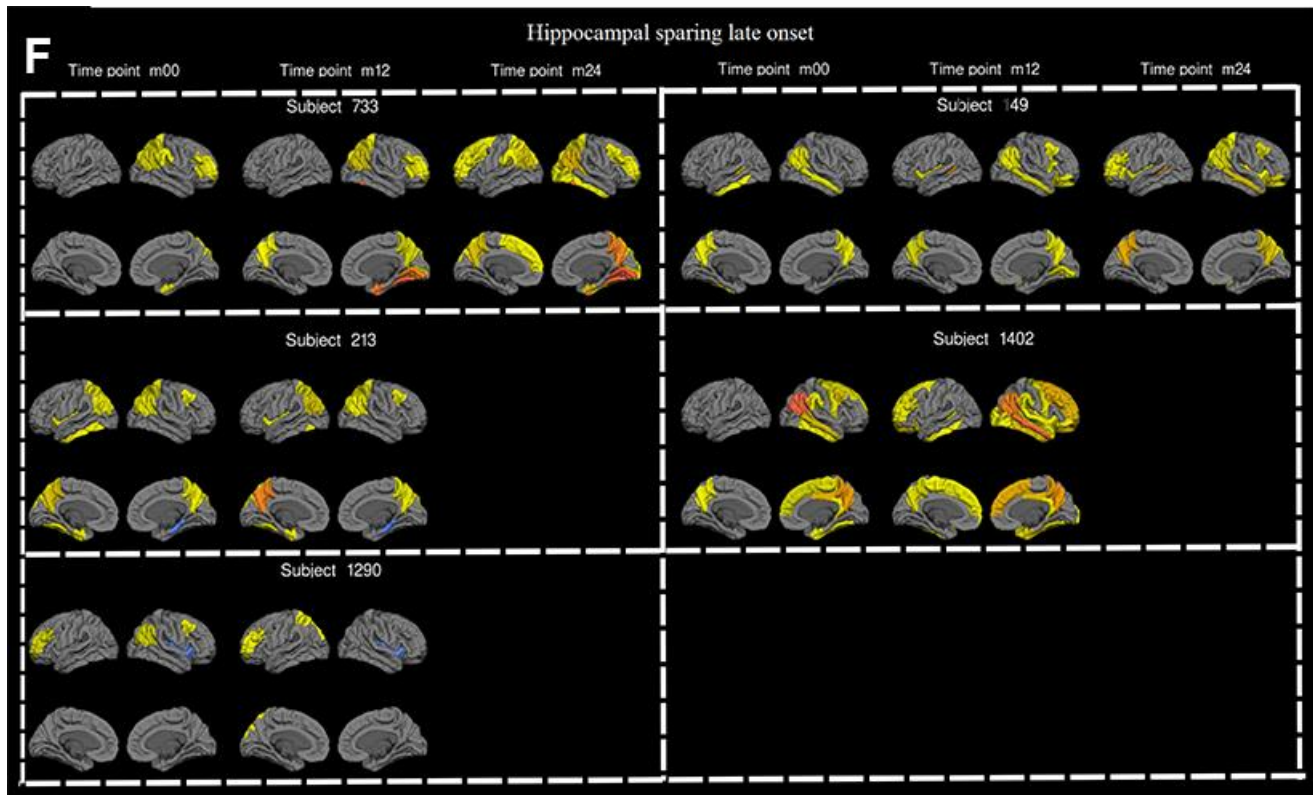 Hippocampal sparing late onset
F
Time point m00 Time point m12 Time point m24 Time point m00 Time point m12 Time point m24
Subject 733 Subject 149
Subject 213 Subject 1402
Subject 1290